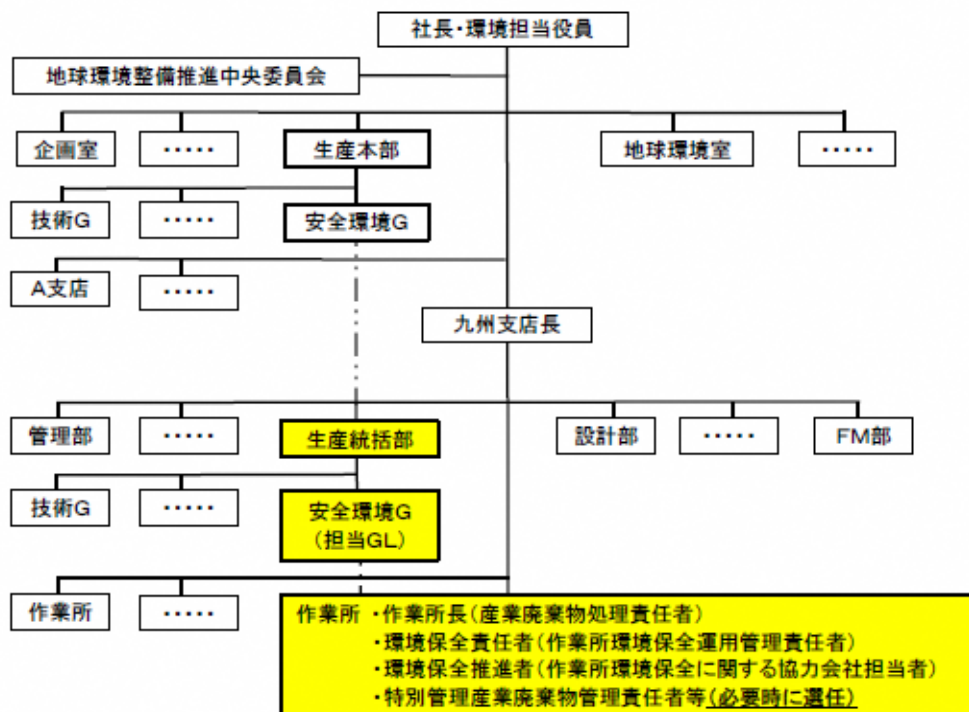 社長・環境担当役員
地球環境整備推進中央委員会
企画室
・・・・・
生産本部
地球環境室
・・・・・
技術G
・・・・・
安全環境G
A支店
・・・・・
九州支店長
管理部
・・・・・
生産統括部
設計部
・・・・・
FM部
技術G
・・・・・
安全環境G
(担当GL)
作業所
・・・・・
作業所 ・作業所長(産業廃棄物処理責任者)
・環境保全責任者(作業所環境保全運用管理責任者)
・環境保全推進者(作業所環境保全に関する協力会社担当者)
・特別管理産業廃棄物管理責任者等(必要時に選任)